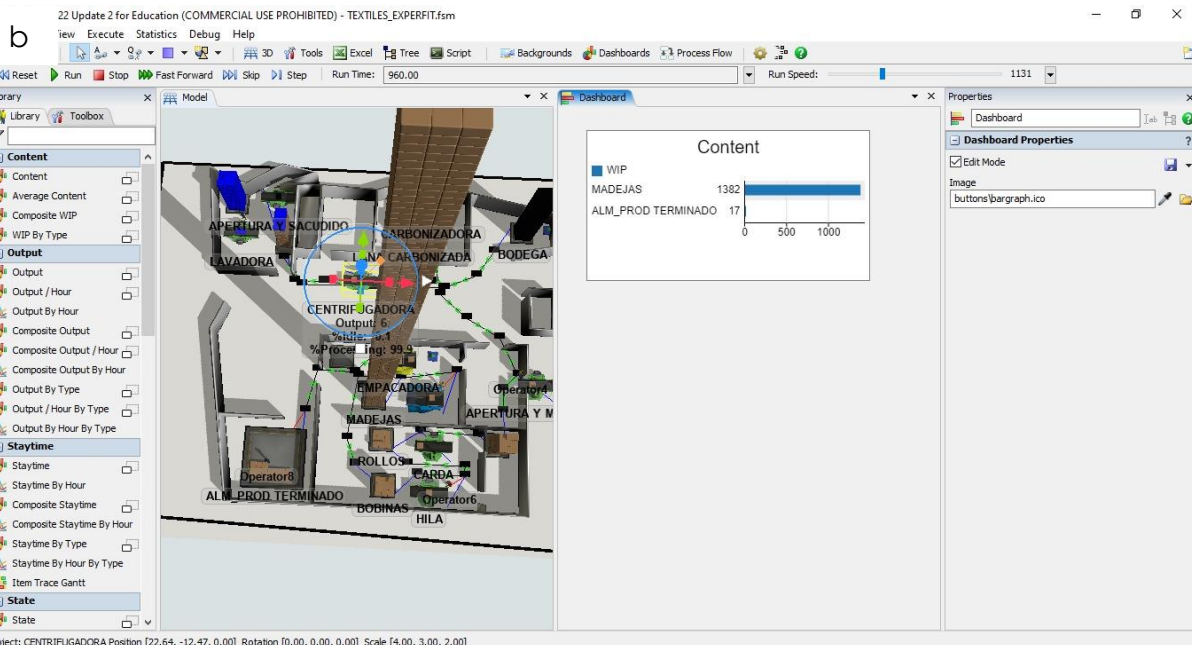 b
22 Update 2 for Education (COMMERCIAL USE PROHIBITED) - TEXTILES_EXPERFIT.fsm
iew Execute Statistics Debug Help
3D Tools Excel Tree Script Backgrounds Dashboards Process Flow
Reset Run Stop Fast Forward Skip Step Run Time: 960.00 Run Speed: 1131
brary
Library Toolbox
Content
Content
Average Content
Composite WIP
WIP By Type
Output
Output
Output / Hour
Output By Hour
Composite Output
Composite Output / Hour
Composite Output By Hour
Output By Type
Output / Hour By Type
Output By Hour By Type
Staytime
Staytime
Staytime By Hour
Composite Staytime
Composite Staytime By Hour
Staytime By Type
Staytime By Hour By Type
Item Trace Gantt
State
State
Model
APERTURA Y SACUDIDO
CARBONIZADORA
LAVADORA
LANA CARBONIZADA
BODEGA
CENTRIFUGADORA
Output: 6
EMPACADORA
Operator4
MADEJAS
APERTURA Y M
ROLLOS
CARDA
Operator8
ALM_PROD TERMINADO
BOBINAS
Operator6
HILA
Dashboard
Content
WIP
MADEJAS 1382
ALM_PROD TERMINADO 17
0 500 1000
Properties
Dashboard
Dashboard Properties
Edit Mode
Image
buttons\bargraph.ico
ject: CENTRIFUGADORA Position [22.64, -12.47, 0.00] Rotation [0.00, 0.00, 0.00] Scale [4.00, 3.00, 2.00]